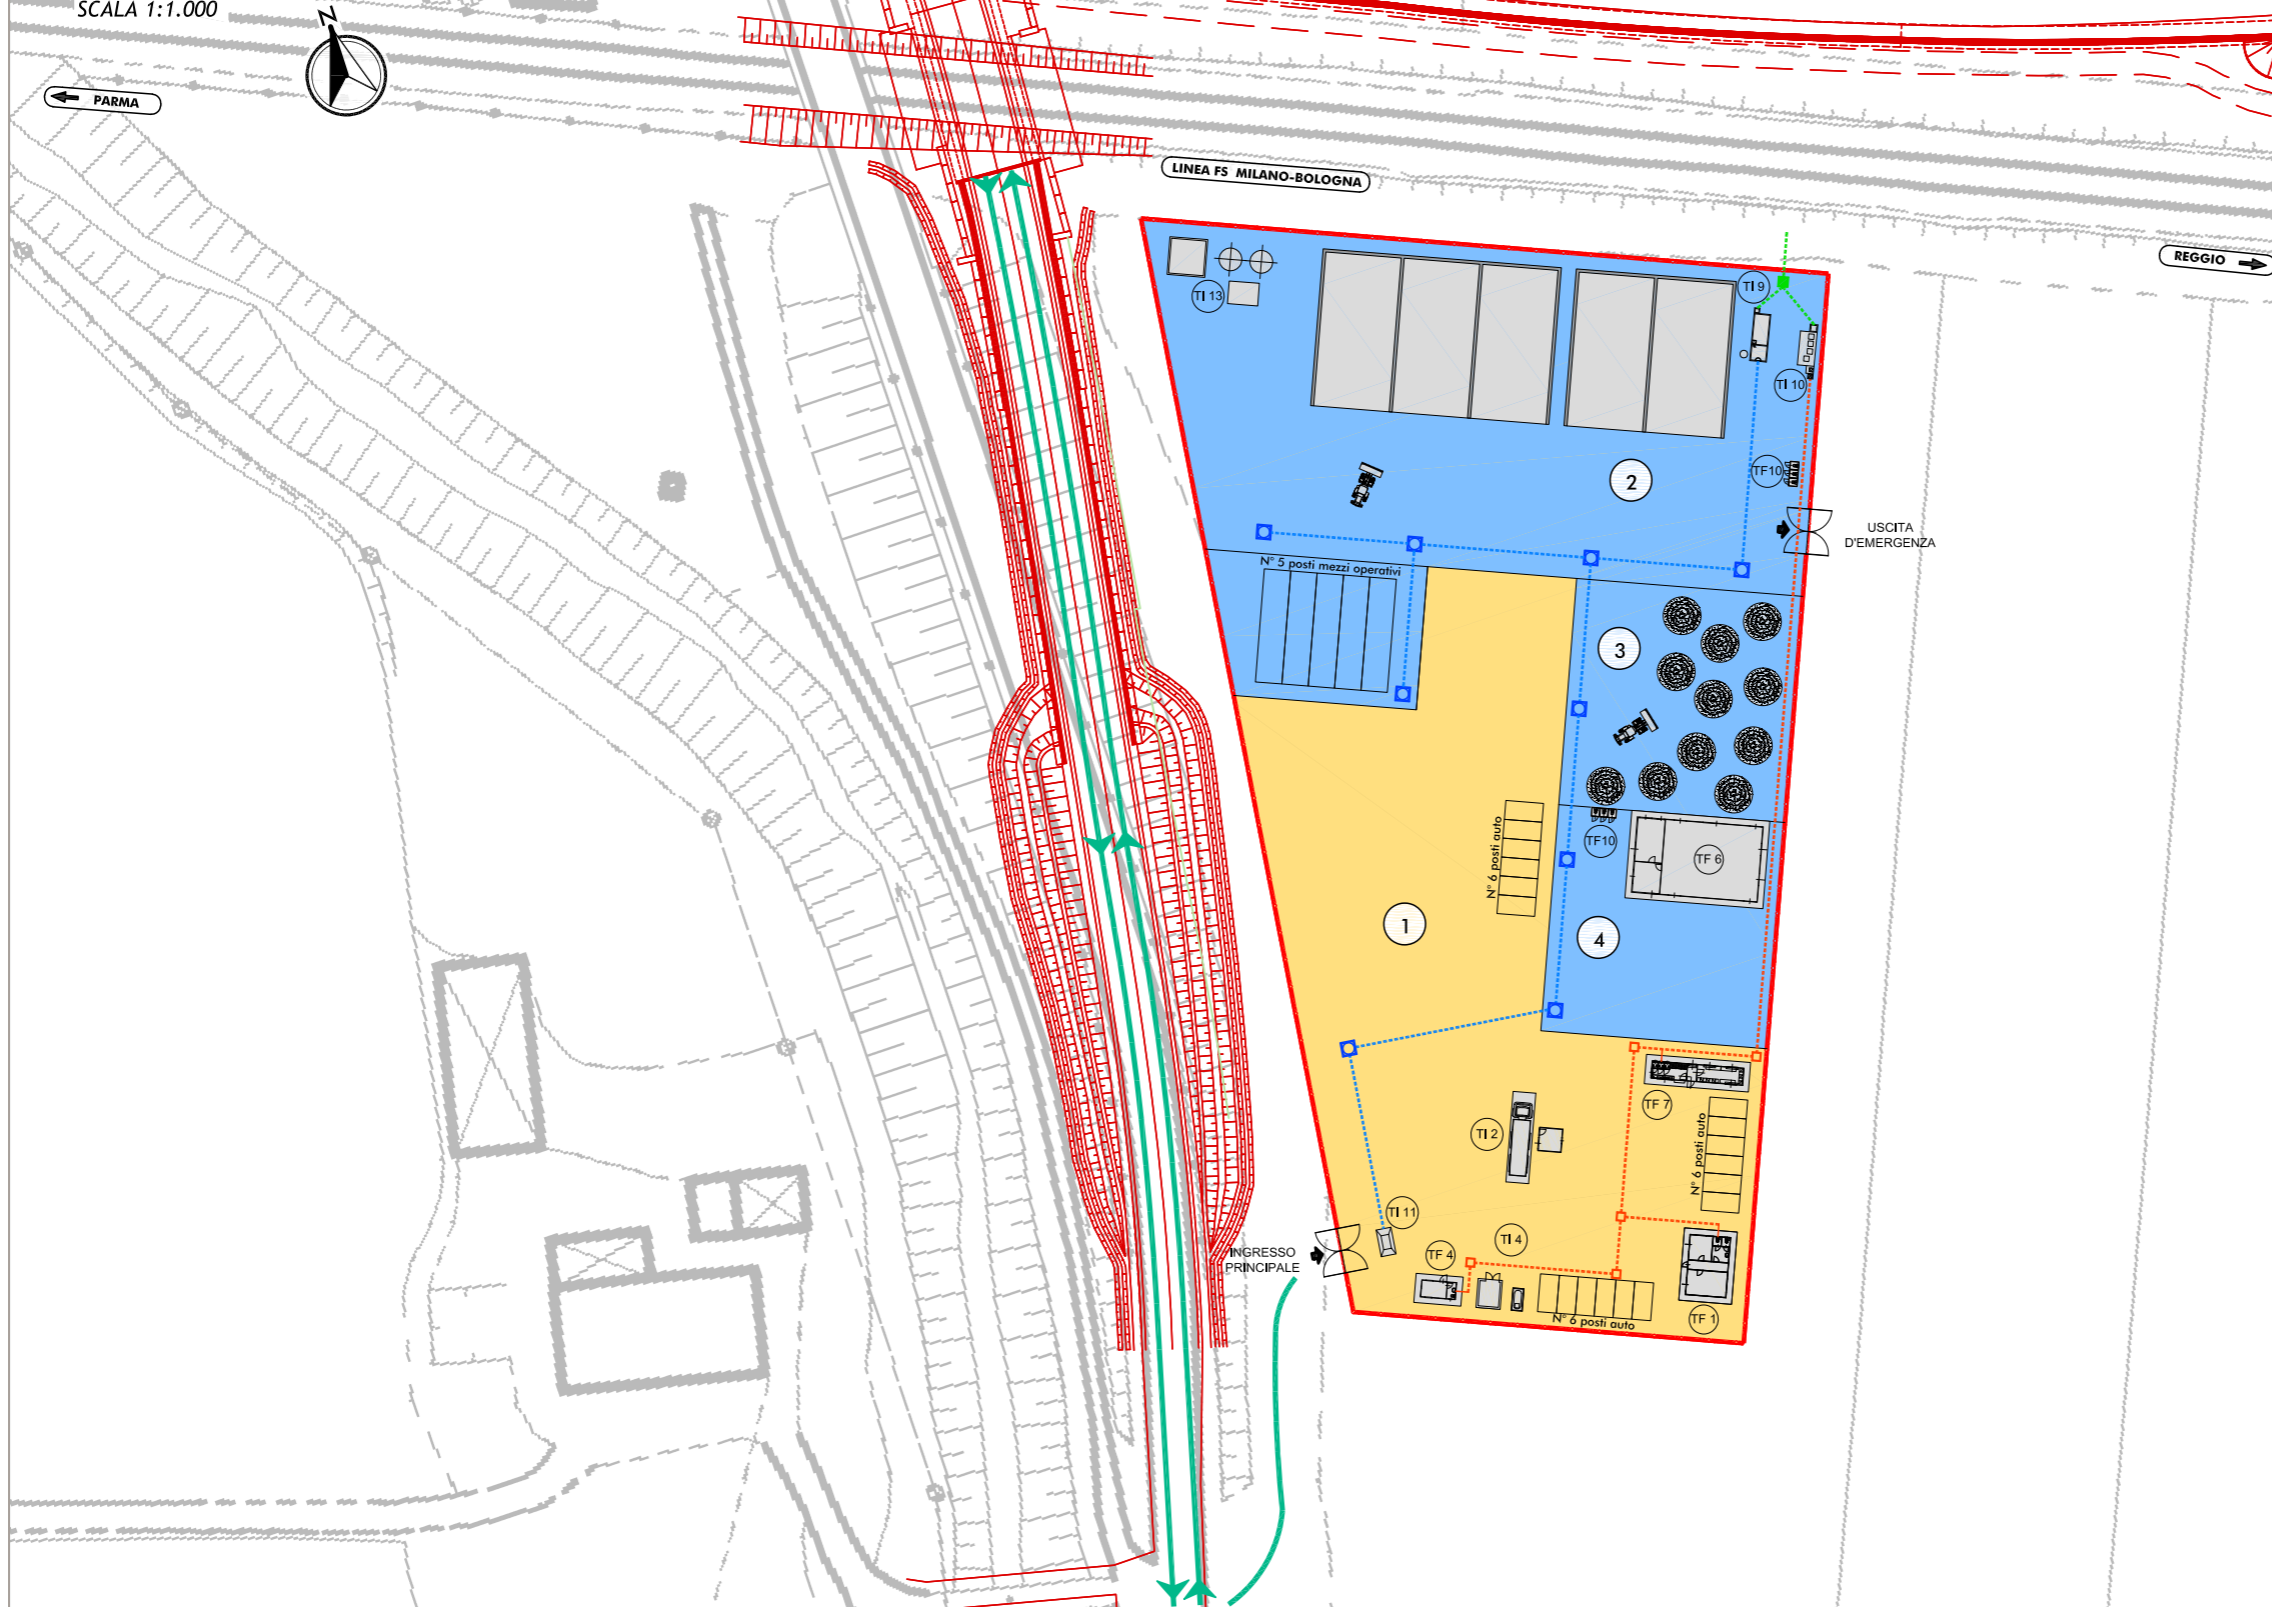 SCALA 1:1.000
N
PARMA
LINEA FS MILANO-BOLOGNA
REGGIO
TI 13
TI 9
TI 10
TF10
2
USCITA
D'EMERGENZA
N° 5 posti mezzi operativi
3
TF10
TF 6
N° 6 posti auto
1
4
TF 7
TI 2
N° 6 posti auto
TI 11
TI 4
TF 4
INGRESSO
PRINCIPALE
N° 6 posti auto
TF 1